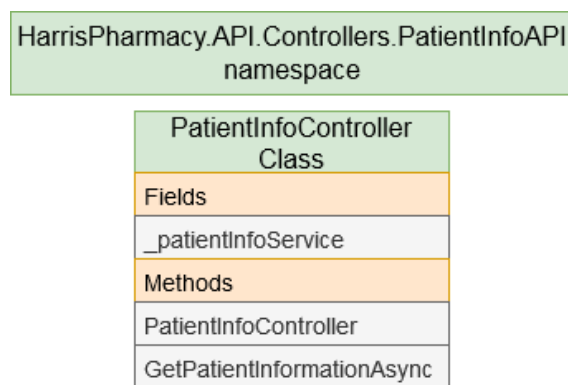 HarrisPharmacy.API.Controllers.PatientInfoAPI
namespace
PatientInfoController
Class
Fields
_patientInfoService
Methods
PatientInfoController
GetPatientInformationAsync